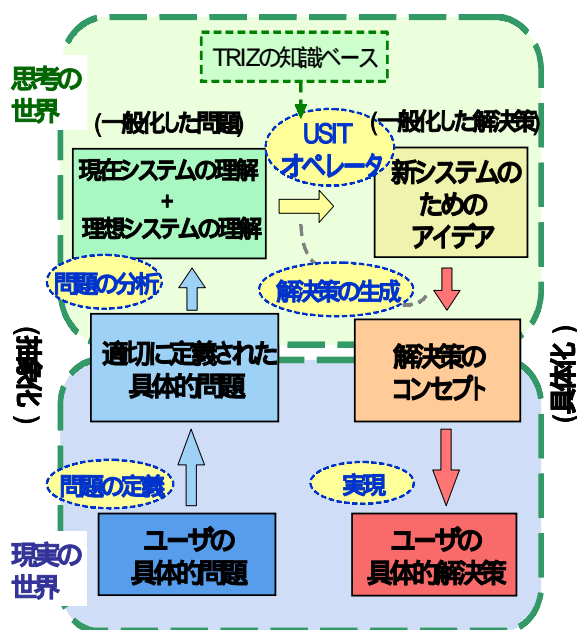 TRIZの知識ベース
思考の
世界
(一般化した問題)
(一般化した解決策)
USIT
オペレータ
現在システムの理解
+
理想システムの理解
新システムの
ための
アイデア
問題の分析
解決策の生成
(抽象化)
適切に定義された
具体的問題
解決策の
コンセプト
(具体化)
問題の定義
実現
現実の
世界
ユーザの
具体的問題
ユーザの
具体的解決策